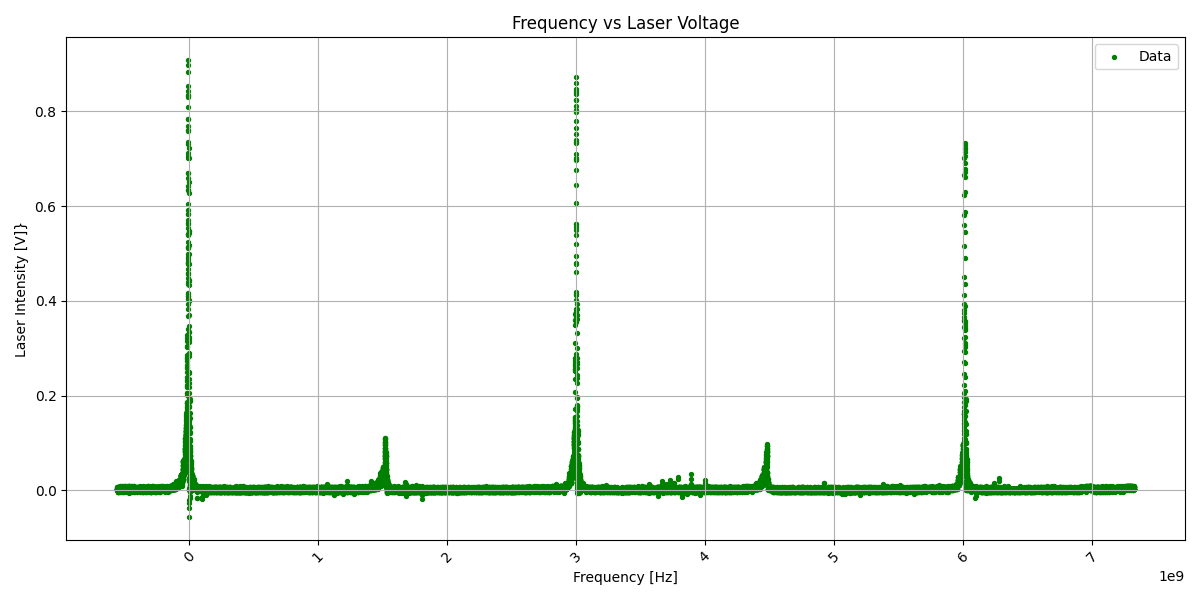 Frequency vs Laser Voltage
Data
Laser Intensity [V]}
0.8
0.6
0.4
0.2
0.0
0 1 2 3 4 5 6 7
1e9
Frequency [Hz]